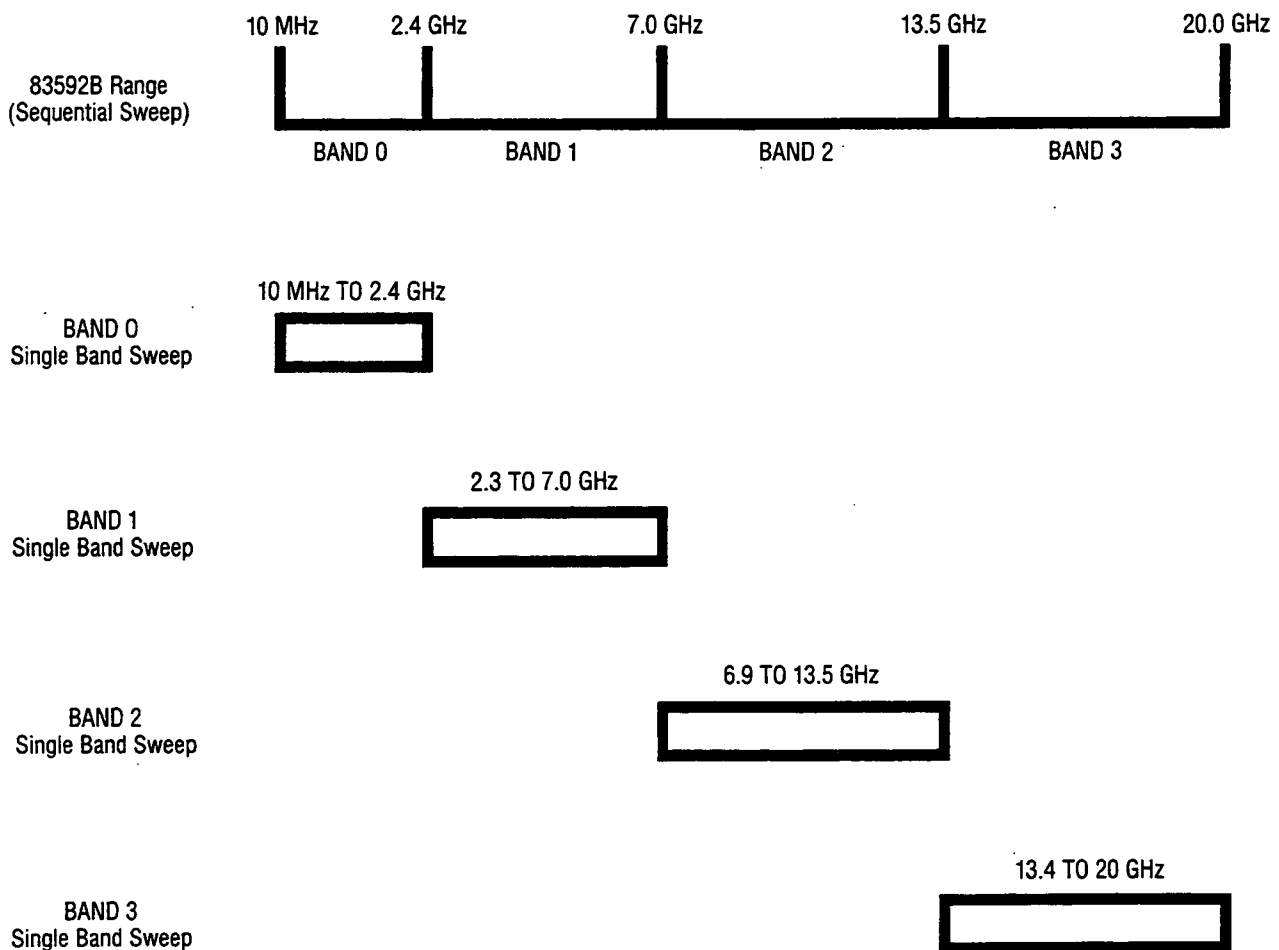 10 MHz 2.4 GHz 7.0 GHz 13.5 GHz 20.0 GHz
83592B Range
(Sequential Sweep)
BAND 0 BAND 1 BAND 2 BAND 3
10 MHz TO 2.4 GHz
BAND 0
Single Band Sweep
2.3 TO 7.0 GHz
BAND 1
Single Band Sweep
6.9 TO 13.5 GHz
BAND 2
Single Band Sweep
13.4 TO 20 GHz
BAND 3
Single Band Sweep